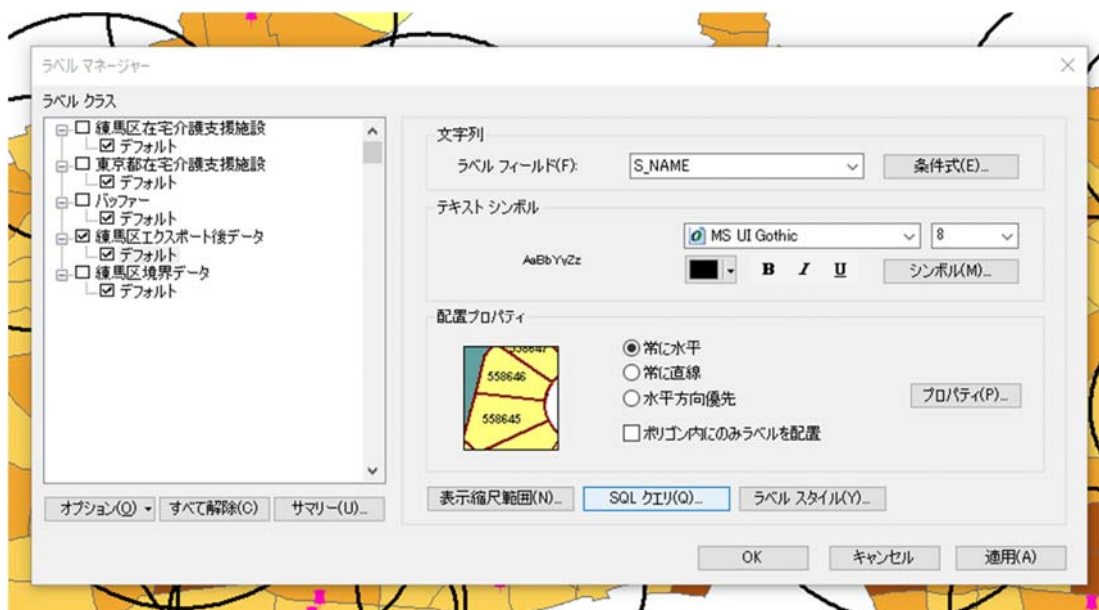 ラベル マネージャー
ラベル クラス
練馬区在宅介護支援施設
デフォルト
東京都在宅介護支援施設
デフォルト
バッファー
デフォルト
練馬区エクスポート後データ
デフォルト
練馬区境界データ
デフォルト
オプション(O)
すべて解除(C)
サマリー(U)...
文字列
ラベル フィールド(F):
S_NAME
条件式(E)...
テキスト シンボル
AaBbYyZz
MS UI Gothic
8
B I U
シンボル(M)...
配置プロパティ
558647
558646
558645
常に水平
常に直線
水平方向優先
ポリゴン内にのみラベルを配置
プロパティ(P)...
表示縮尺範囲(N)...
SQL クエリ(Q)...
ラベル スタイル(Y)...
OK
キャンセル
適用(A)